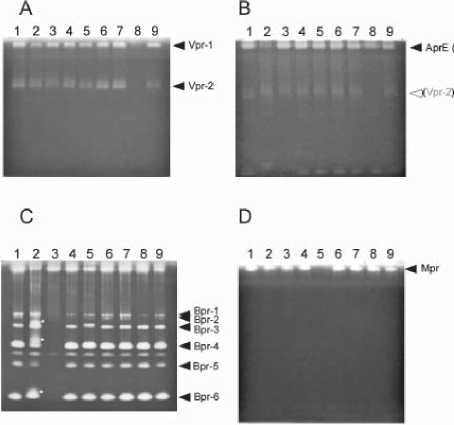 A
1 2 3 4 5 6 7 8 9
Vpr-1
Vpr-2
B
1 2 3 4 5 6 7 8 9
AprE (
(Vpr-2)
C
1 2 3 4 5 6 7 8 9
Bpr-1
Bpr-2
Bpr-3
Bpr-4
Bpr-5
Bpr-6
D
1 2 3 4 5 6 7 8 9
Mpr